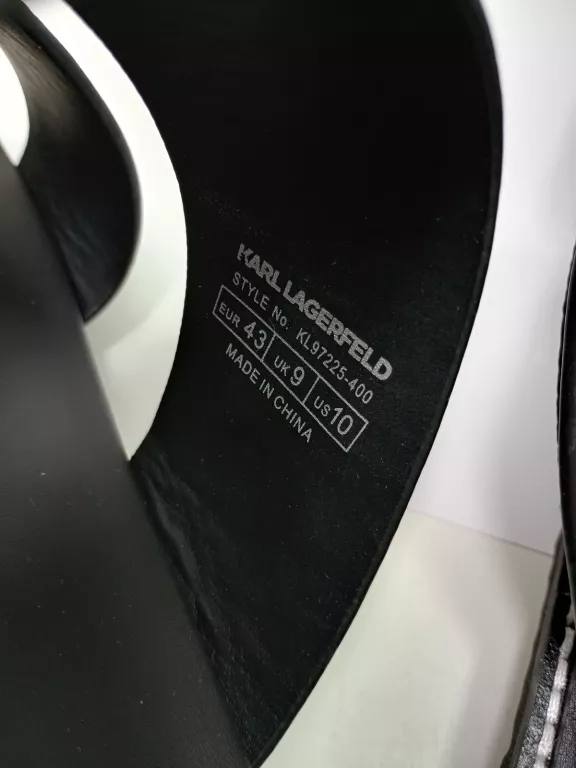 KARL LAGERFELD
STYLE No: KL97225-400
EUR 43 UK 9 US 10
MADE IN CHINA